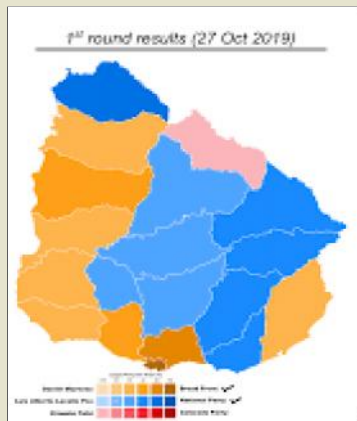 1st round results (27 Oct 2019)
Daniel Martínez Broad Front ✓
Luis Alberto Lacalle Pou National Party ✓
Ernesto Talvi Colorado Party